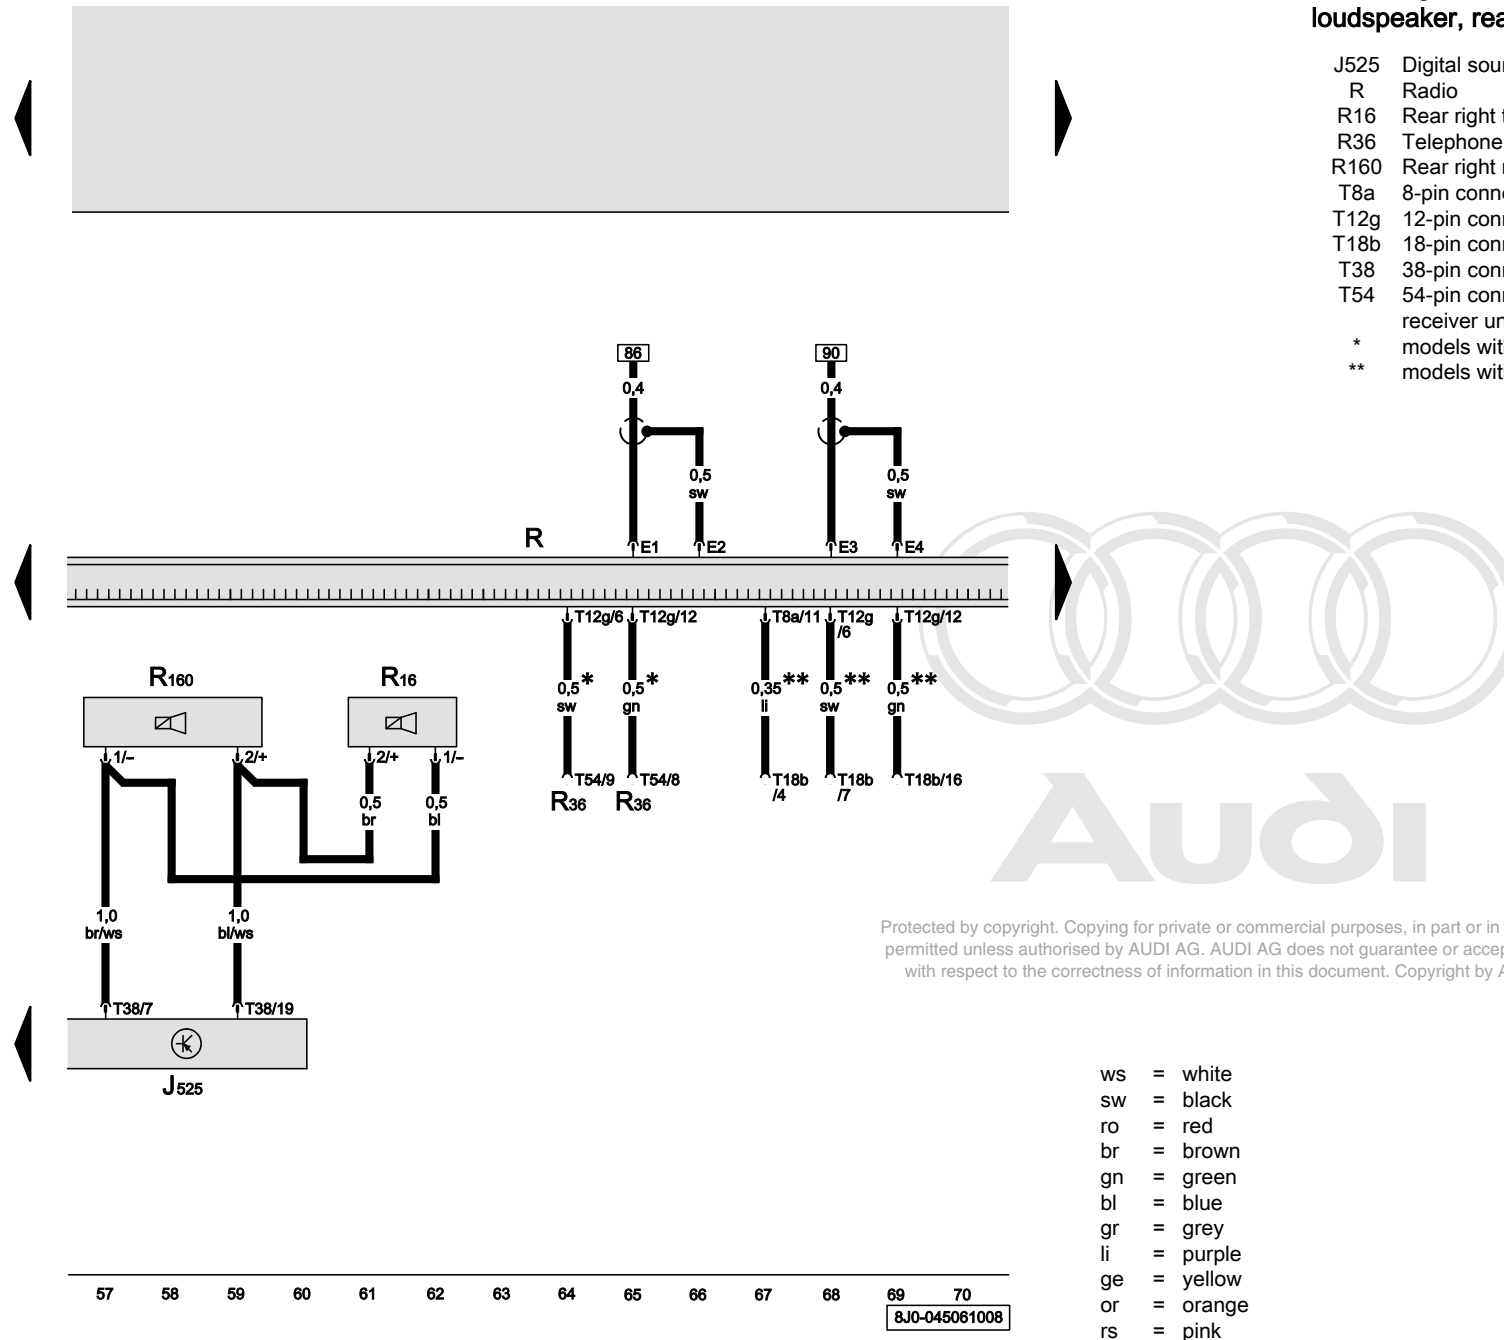 loudspeaker, rea
J525 Digital sour
R Radio
R16 Rear right t
R36 Telephone
R160 Rear right r
T8a 8-pin conne
T12g 12-pin conn
T18b 18-pin conn
T38 38-pin conn
T54 54-pin conn
receiver un
* models wit
** models wit
86 90
0,4 0,4
0,5 0,5
sw sw
R
E1 E2 E3 E4
T12g/6 T12g/12 T8a/11 T12g T12g/12
/6
R160 R16
0,5 * 0,5 * 0,35 ** 0,5 ** 0,5 **
sw gn li sw gn
1/– 2/+ 2/+ 1/–
T54/9 T54/8 T18b T18b T18b/16
/4 /7
R36 R36
0,5 0,5
br bl
Audi
1,0 1,0
br/ws bl/ws
Protected by copyright. Copying for private or commercial purposes, in part or in
permitted unless authorised by AUDI AG. AUDI AG does not guarantee or accep
with respect to the correctness of information in this document. Copyright by A
T38/7 T38/19
J525
ws = white
sw = black
ro = red
br = brown
gn = green
bl = blue
gr = grey
li = purple
ge = yellow
or = orange
rs = pink
57 58 59 60 61 62 63 64 65 66 67 68 69 70
8J0-045061008